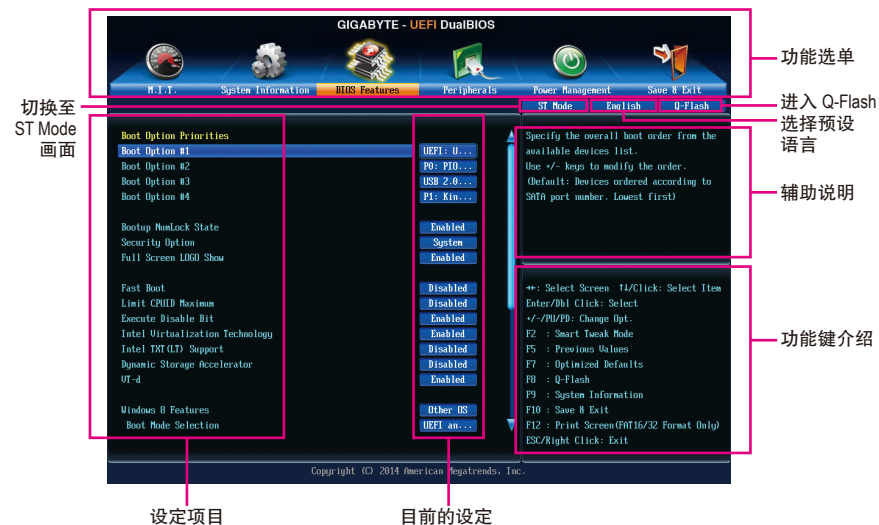 GIGABYTE - UEFI DualBIOS
M.I.T.
System Information
BIOS Features
Peripherals
Power Management
Save & Exit
功能选单
ST Mode
English
Q-Flash
切换至
ST Mode
画面
进入 Q-Flash
选择预设
语言
Boot Option Priorities
Boot Option #1 UEFI: U...
Boot Option #2 P0: PIO...
Boot Option #3 USB 2.0...
Boot Option #4 P1: Kin...
Bootup NumLock State Enabled
Security Option System
Full Screen LOGO Show Enabled
Fast Boot Disabled
Limit CPUID Maximum Disabled
Execute Disable Bit Enabled
Intel Virtualization Technology Enabled
Intel TXT(LT) Support Disabled
Dynamic Storage Accelerator Disabled
VT-d Enabled
Windows 8 Features Other OS
Boot Mode Selection UEFI an...
Specify the overall boot order from the
available devices list.
Use +/- keys to modify the order.
(Default: Devices ordered according to
SATA port number. Lowest first)
辅助说明
→←: Select Screen ↑↓/Click: Select Item
Enter/Dbl Click: Select
+/-/PU/PD: Change Opt.
F2 : Smart Tweak Mode
F5 : Previous Values
F7 : Optimized Defaults
F8 : Q-Flash
F9 : System Information
F10 : Save & Exit
F12 : Print Screen(FAT16/32 Format Only)
ESC/Right Click: Exit
功能键介绍
Copyright (C) 2014 American Megatrends, Inc.
设定项目
目前的设定